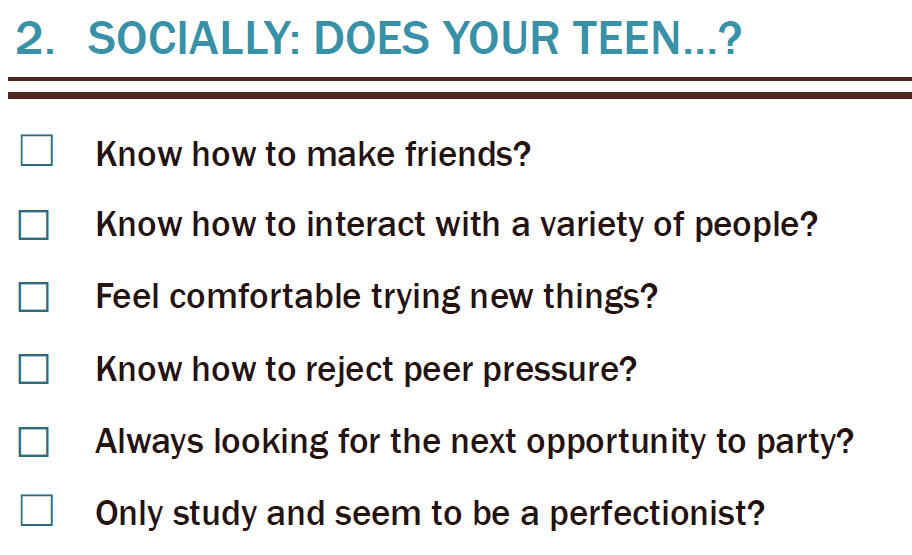 2. SOCIALLY: DOES YOUR TEEN...?
Know how to make friends?
Know how to interact with a variety of people?
Feel comfortable trying new things?
Know how to reject peer pressure?
Always looking for the next opportunity to party?
Only study and seem to be a perfectionist?